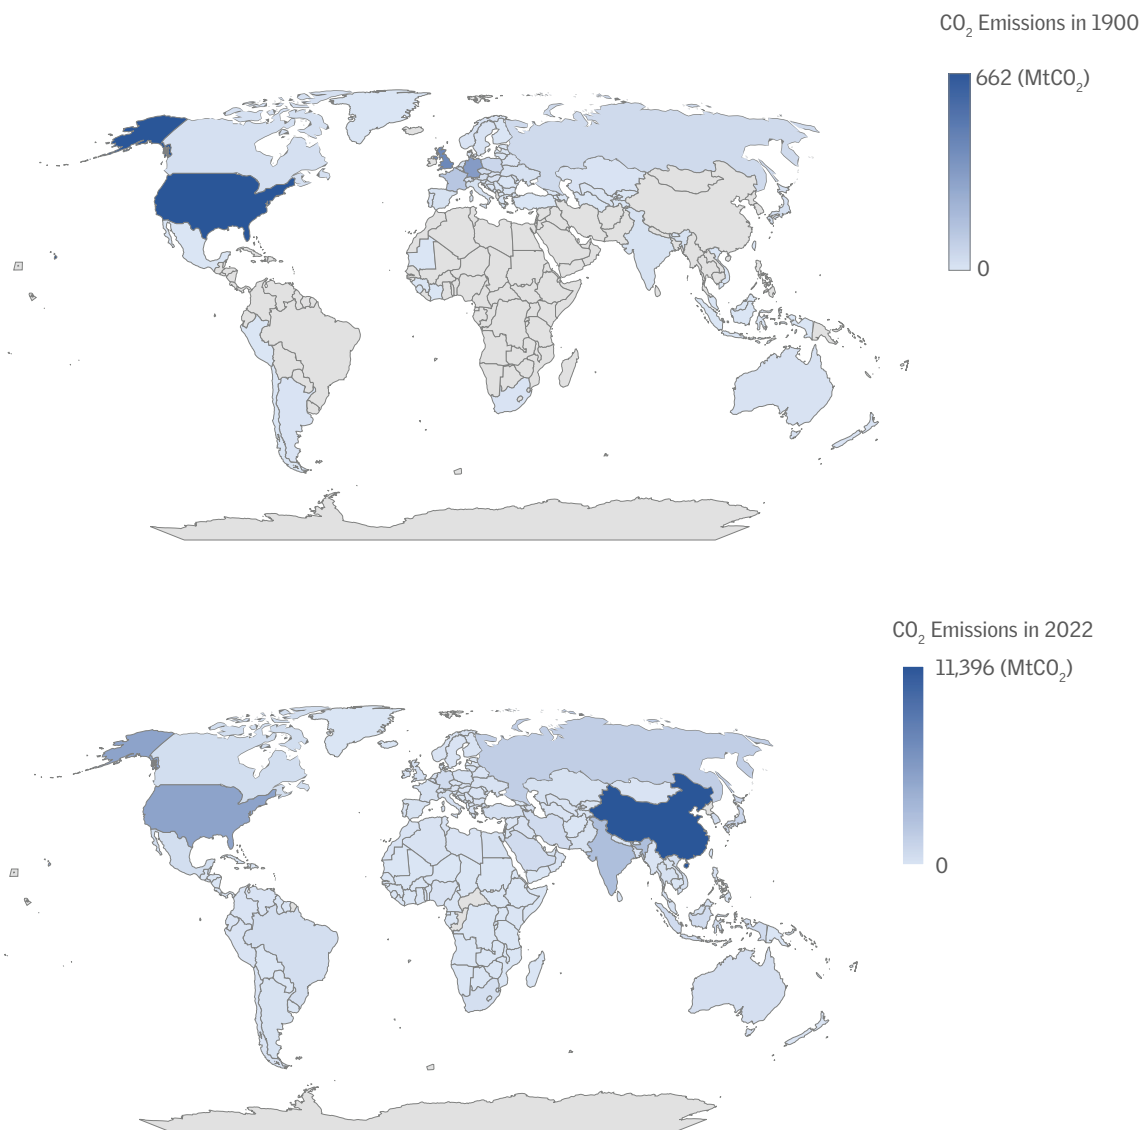 CO₂ Emissions in 1900
662 (MtCO₂)
0
CO₂ Emissions in 2022
11,396 (MtCO₂)
0